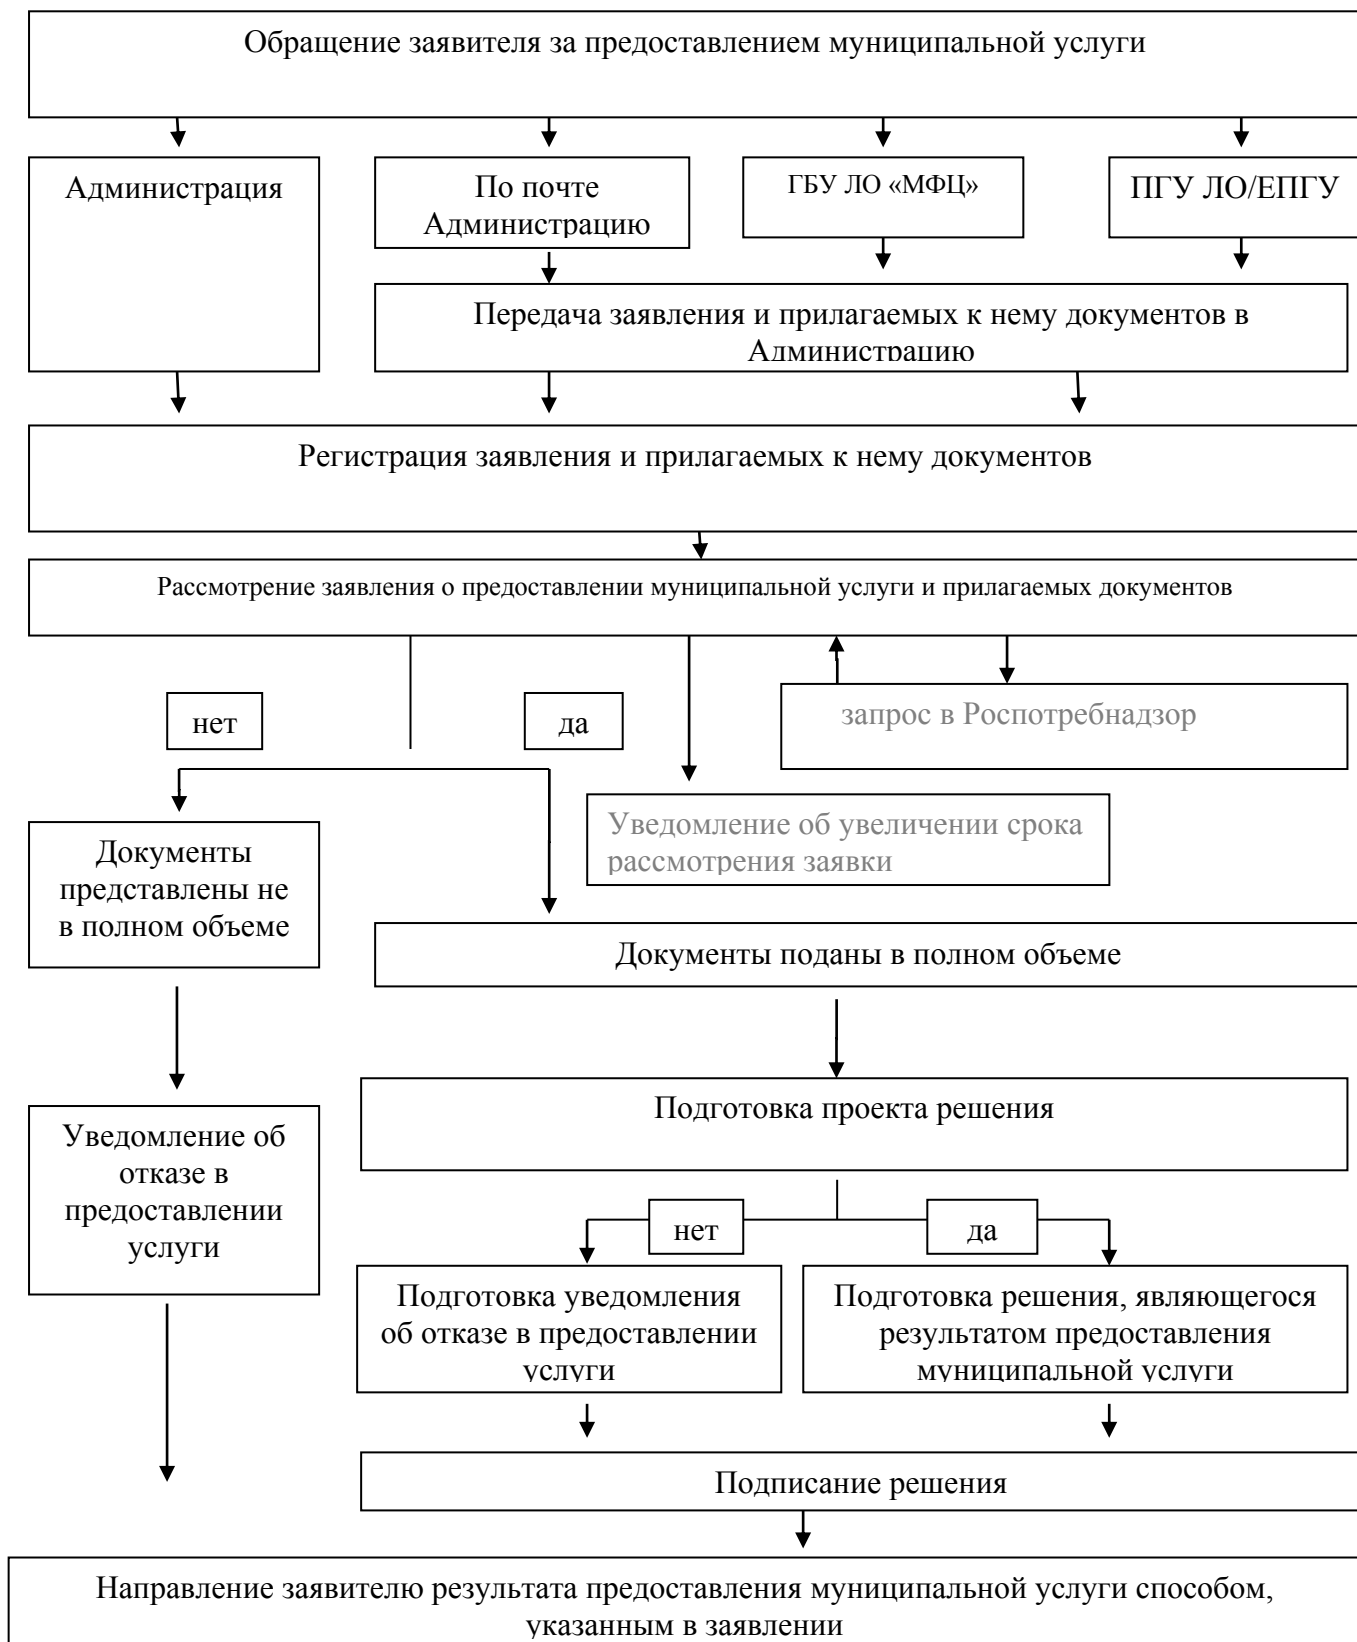 Обращение заявителя за предоставлением муниципальной услуги
Администрация
По почте
Администрацию
ГБУ ЛО «МФЦ»
ПГУ ЛО/ЕПГУ
Передача заявления и прилагаемых к нему документов в
Администрацию
Регистрация заявления и прилагаемых к нему документов
Рассмотрение заявления о предоставлении муниципальной услуги и прилагаемых документов
нет
да
запрос в Роспотребнадзор
Уведомление об увеличении срока
рассмотрения заявки
Документы
представлены не
в полном объеме
Документы поданы в полном объеме
Подготовка проекта решения
Уведомление об
отказе в
предоставлении
услуги
нет
да
Подготовка уведомления
об отказе в предоставлении
услуги
Подготовка решения, являющегося
результатом предоставления
муниципальной услуги
Подписание решения
Направление заявителю результата предоставления муниципальной услуги способом,
указанным в заявлении